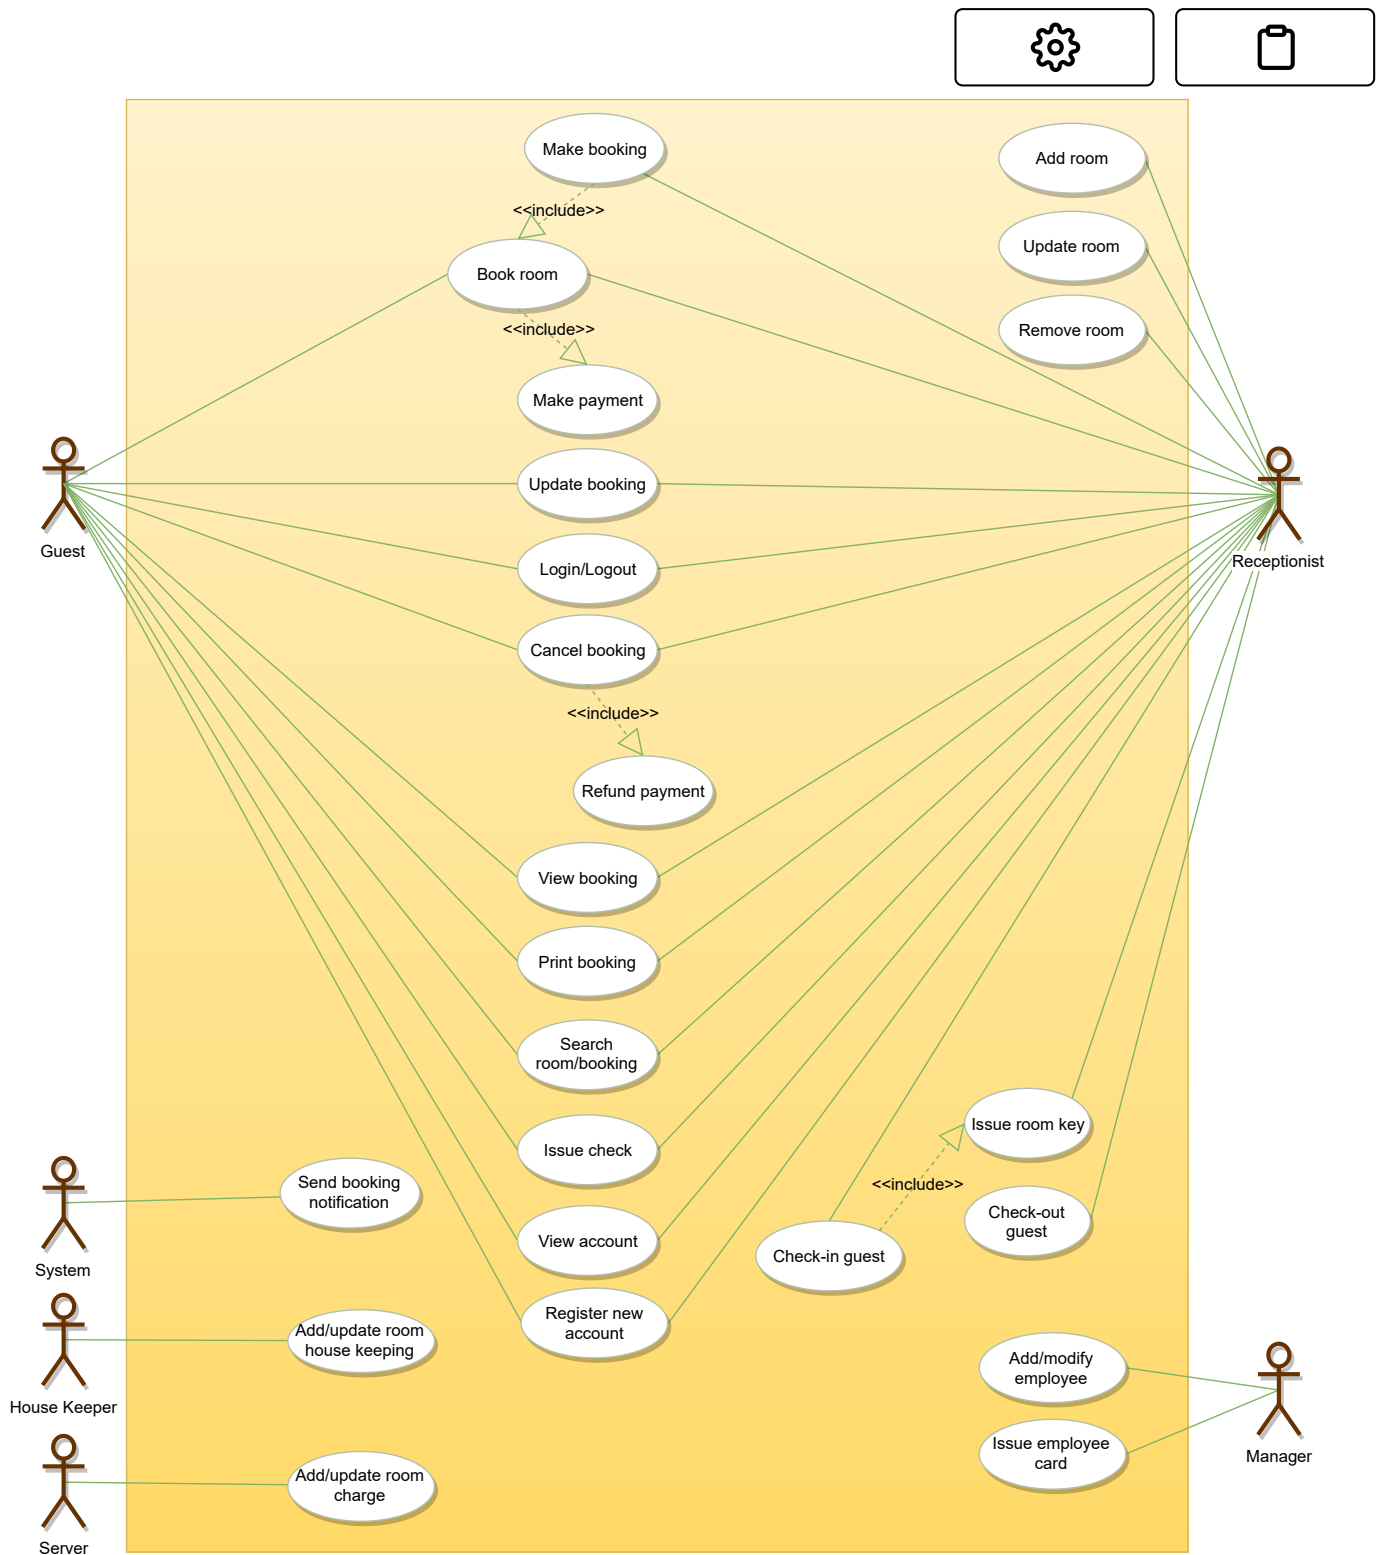 Make booking
Add room
<<include>>
Update room
Book room
<<include>>
Remove room
Make payment
Update booking
Guest
Receptionist
Login/Logout
Cancel booking
<<include>>
Refund payment
View booking
Print booking
Search
room/booking
Issue room key
Issue check
<<include>>
Send booking
notification
Check-out
guest
View account
Check-in guest
System
Register new
account
Add/update room
house keeping
Add/modify
employee
House Keeper
Issue employee
card
Manager
Add/update room
charge
Server